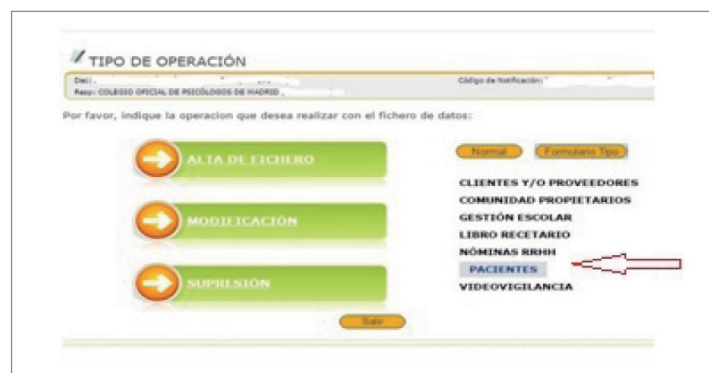 TIPO DE OPERACIÓN
Decl:
Código de Notificación:
Resp: COLEGIO OFICIAL DE PSICÓLOGOS DE MADRID
Por favor, indique la operacion que desea realizar con el fichero de datos:
ALTA DE FICHERO
Normal
Formulario Tipo
CLIENTES Y/O PROVEEDORES
COMUNIDAD PROPIETARIOS
MODIFICACIÓN
GESTIÓN ESCOLAR
LIBRO RECETARIO
NÓMINAS RRHH
PACIENTES
SUPRESIÓN
VIDEOVIGILANCIA
Salir